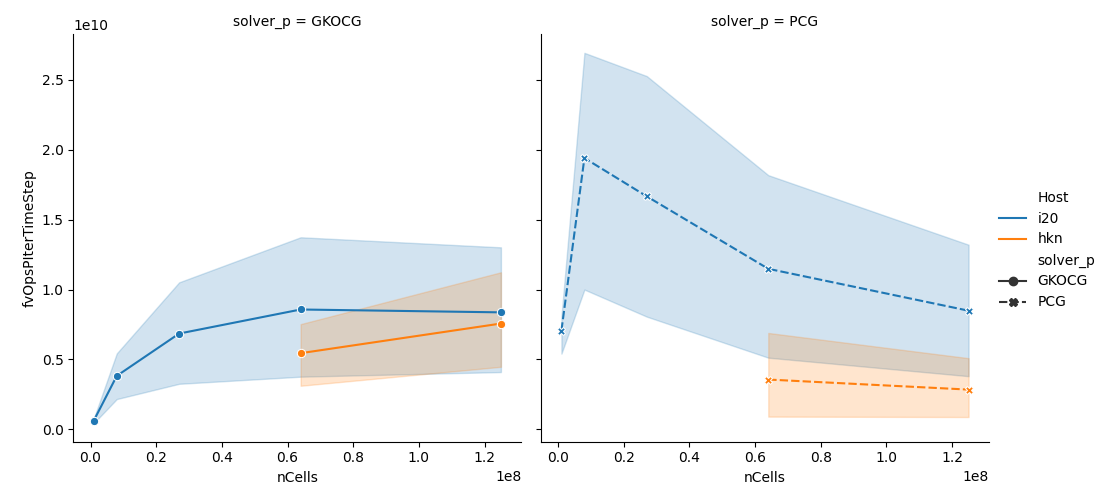 1e10
solver_p = GKOCG
solver_p = PCG
fvOpsPIterTimeStep
2.5
2.0
1.5
1.0
0.5
0.0
0.0 0.2 0.4 0.6 0.8 1.0 1.2
1e8
nCells
0.0 0.2 0.4 0.6 0.8 1.0 1.2
1e8
nCells
Host
i20
hkn
solver_p
GKOCG
PCG